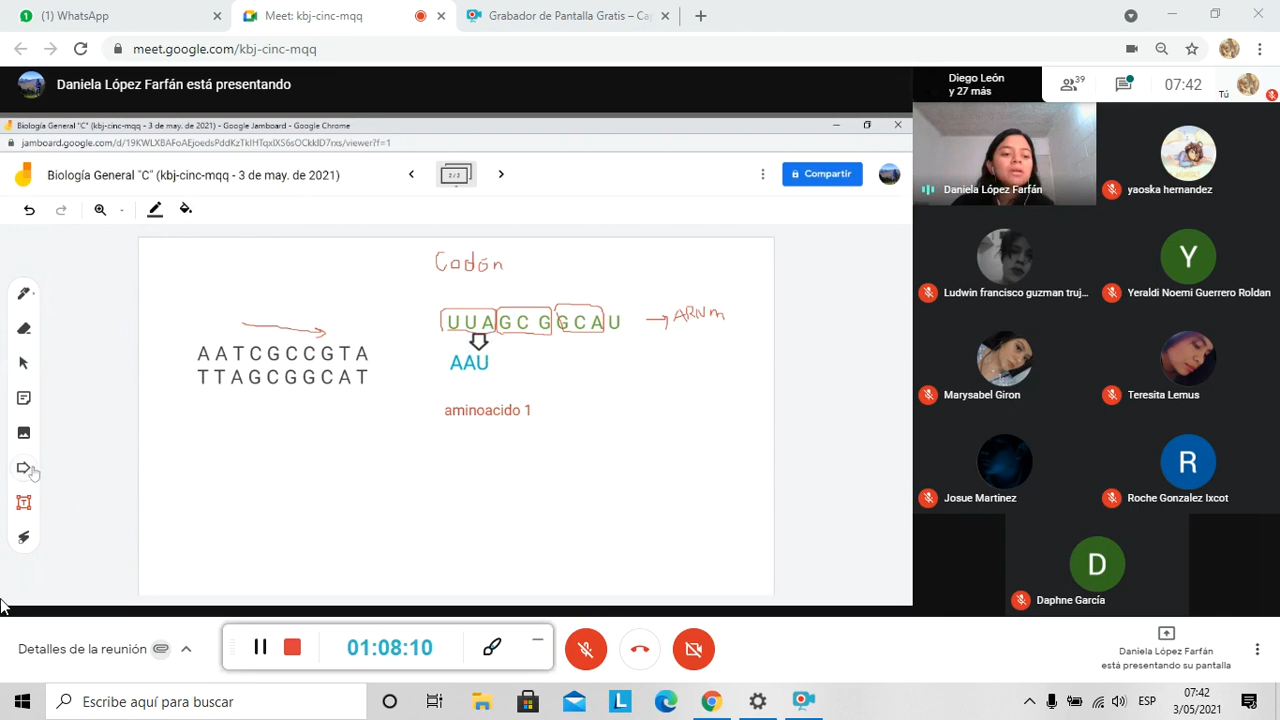 (1) WhatsApp
Meet: kbj-cinc-mqq
Grabador de Pantalla Gratis – Ca
meet.google.com/kbj-cinc-mqq
Daniela López Farfán está presentando
Diego León
y 27 más
39
07:42
Tú
Biología General "C" (kbj-cinc-mqq - 3 de may. de 2021) - Google Jamboard - Google Chrome
Biología General "C" (kbj-cinc-mqq - 3 de may. de 2021)
2/3
Compartir
Codón
U U A G C G G C A U
ARNm
A A T C G C C G T A
T T A G C G G C A T
AAU
aminoacido 1
Daniela López Farfán
yaoska hernandez
Ludwin francisco guzman truj...
Yeraldi Noemi Guerrero Roldan
Y
Marysabel Giron
Teresita Lemus
Josue Martinez
R
Roche Gonzalez Ixcot
D
Daphne García
Detalles de la reunión
01:08:10
Daniela López Farfán
está presentando su pantalla
Escribe aquí para buscar
L
ESP
07:42
3/05/2021